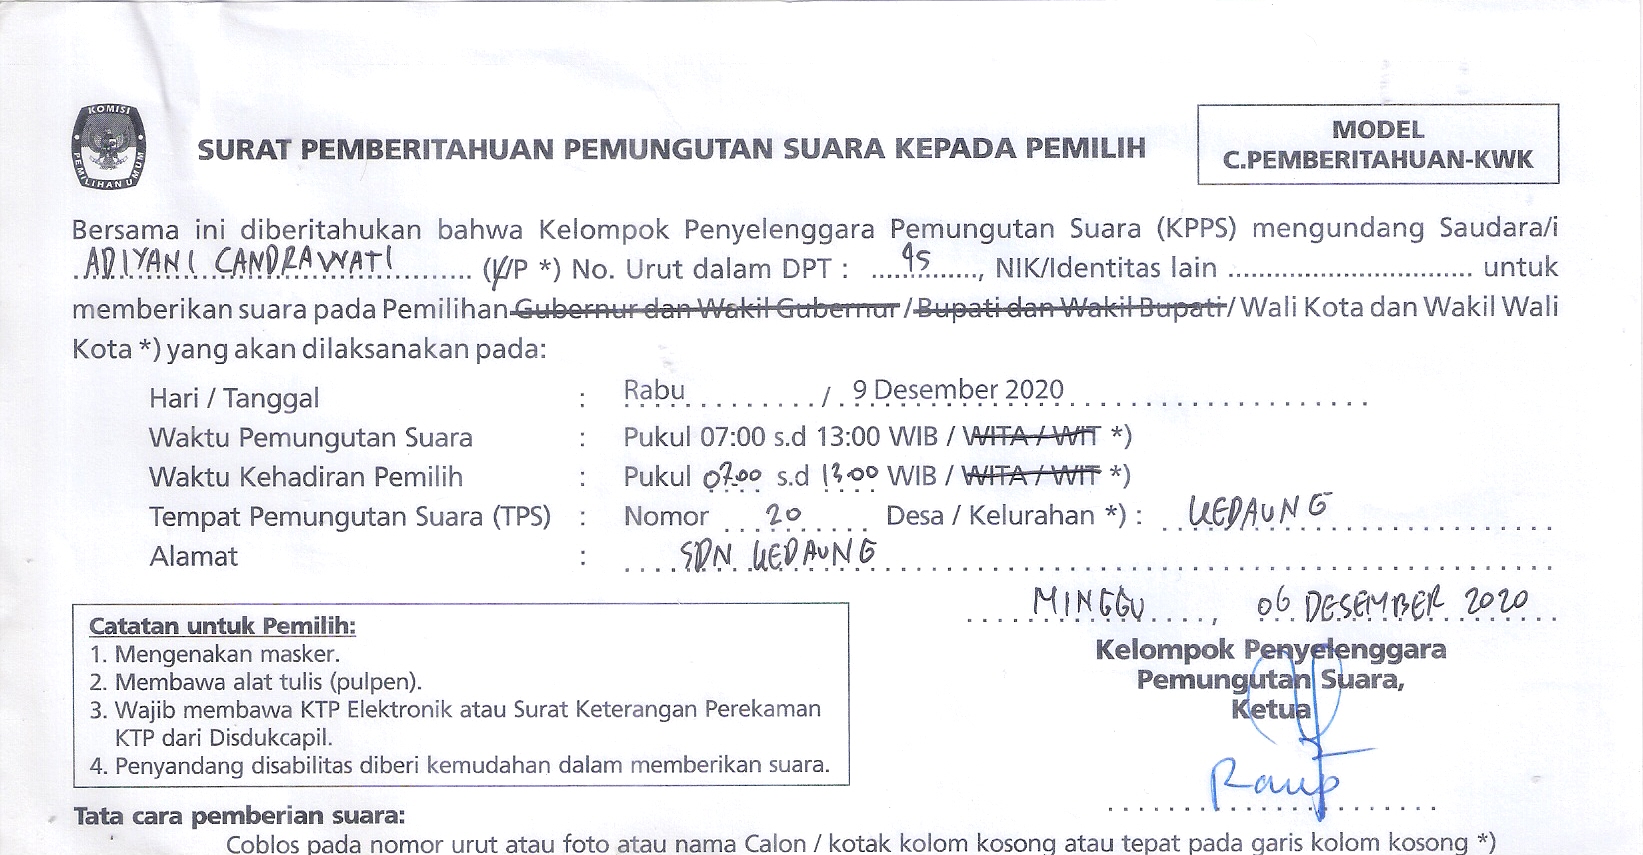 KOMISI
PEMILIHAN UMUM
SURAT PEMBERITAHUAN PEMUNGUTAN SUARA KEPADA PEMILIH
MODEL
C.PEMBERITAHUAN-KWK
Bersama ini diberitahukan bahwa Kelompok Penyelenggara Pemungutan Suara (KPPS) mengundang Saudara/i
ADIYANI CANDRAWATI (L/P *) No. Urut dalam DPT : 95, NIK/Identitas lain .................... untuk
memberikan suara pada Pemilihan Gubernur dan Wakil Gubernur / Bupati dan Wakil Bupati / Wali Kota dan Wakil Wali
Kota *) yang akan dilaksanakan pada:
Hari / Tanggal : Rabu / 9 Desember 2020
Waktu Pemungutan Suara : Pukul 07:00 s.d 13:00 WIB / WITA / WIT *)
Waktu Kehadiran Pemilih : Pukul 07.00 s.d 13.00 WIB / WITA / WIT *)
Tempat Pemungutan Suara (TPS) : Nomor 20 Desa / Kelurahan *) : KEDAUNG
Alamat : SDN KEDAUNG
MINGGU, 06 DESEMBER 2020
Kelompok Penyelenggara
Pemungutan Suara,
Ketua
Catatan untuk Pemilih:
1. Mengenakan masker.
2. Membawa alat tulis (pulpen).
3. Wajib membawa KTP Elektronik atau Surat Keterangan Perekaman
KTP dari Disdukcapil.
4. Penyandang disabilitas diberi kemudahan dalam memberikan suara.
Tata cara pemberian suara:
Coblos pada nomor urut atau foto atau nama Calon / kotak kolom kosong atau tepat pada garis kolom kosong *)